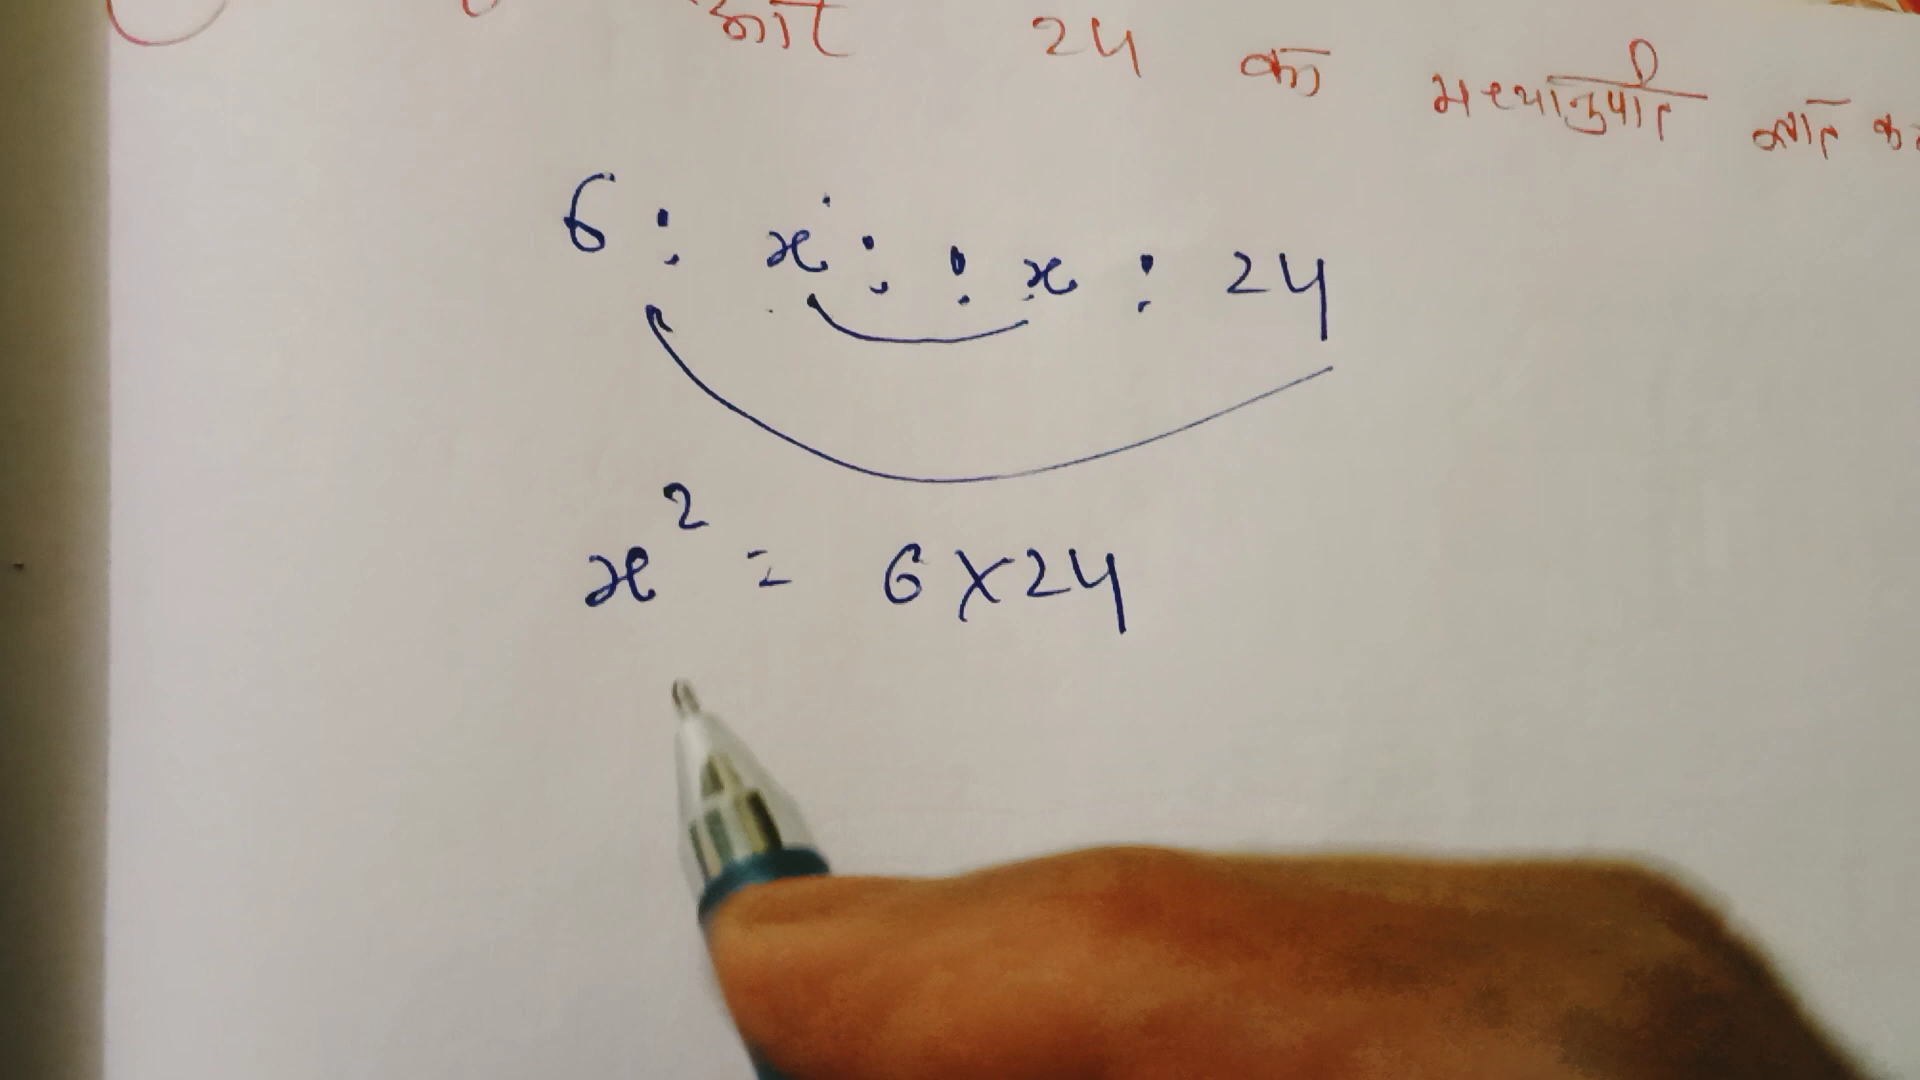 और 24 का मध्यानुपाती ज्ञात
6 : x : : x : 24
x² = 6 x 24